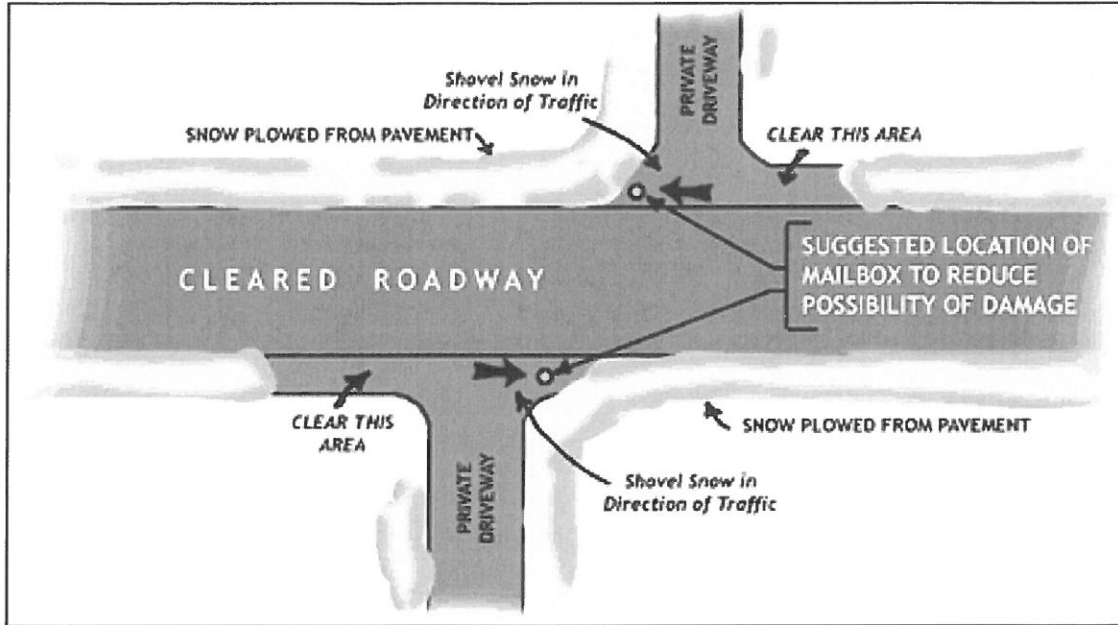 Shovel Snow in
Direction of Traffic
PRIVATE
DRIVEWAY
SNOW PLOWED FROM PAVEMENT
CLEAR THIS AREA
CLEARED ROADWAY
SUGGESTED LOCATION OF
MAILBOX TO REDUCE
POSSIBILITY OF DAMAGE
CLEAR THIS
AREA
SNOW PLOWED FROM PAVEMENT
PRIVATE
DRIVEWAY
Shovel Snow in
Direction of Traffic